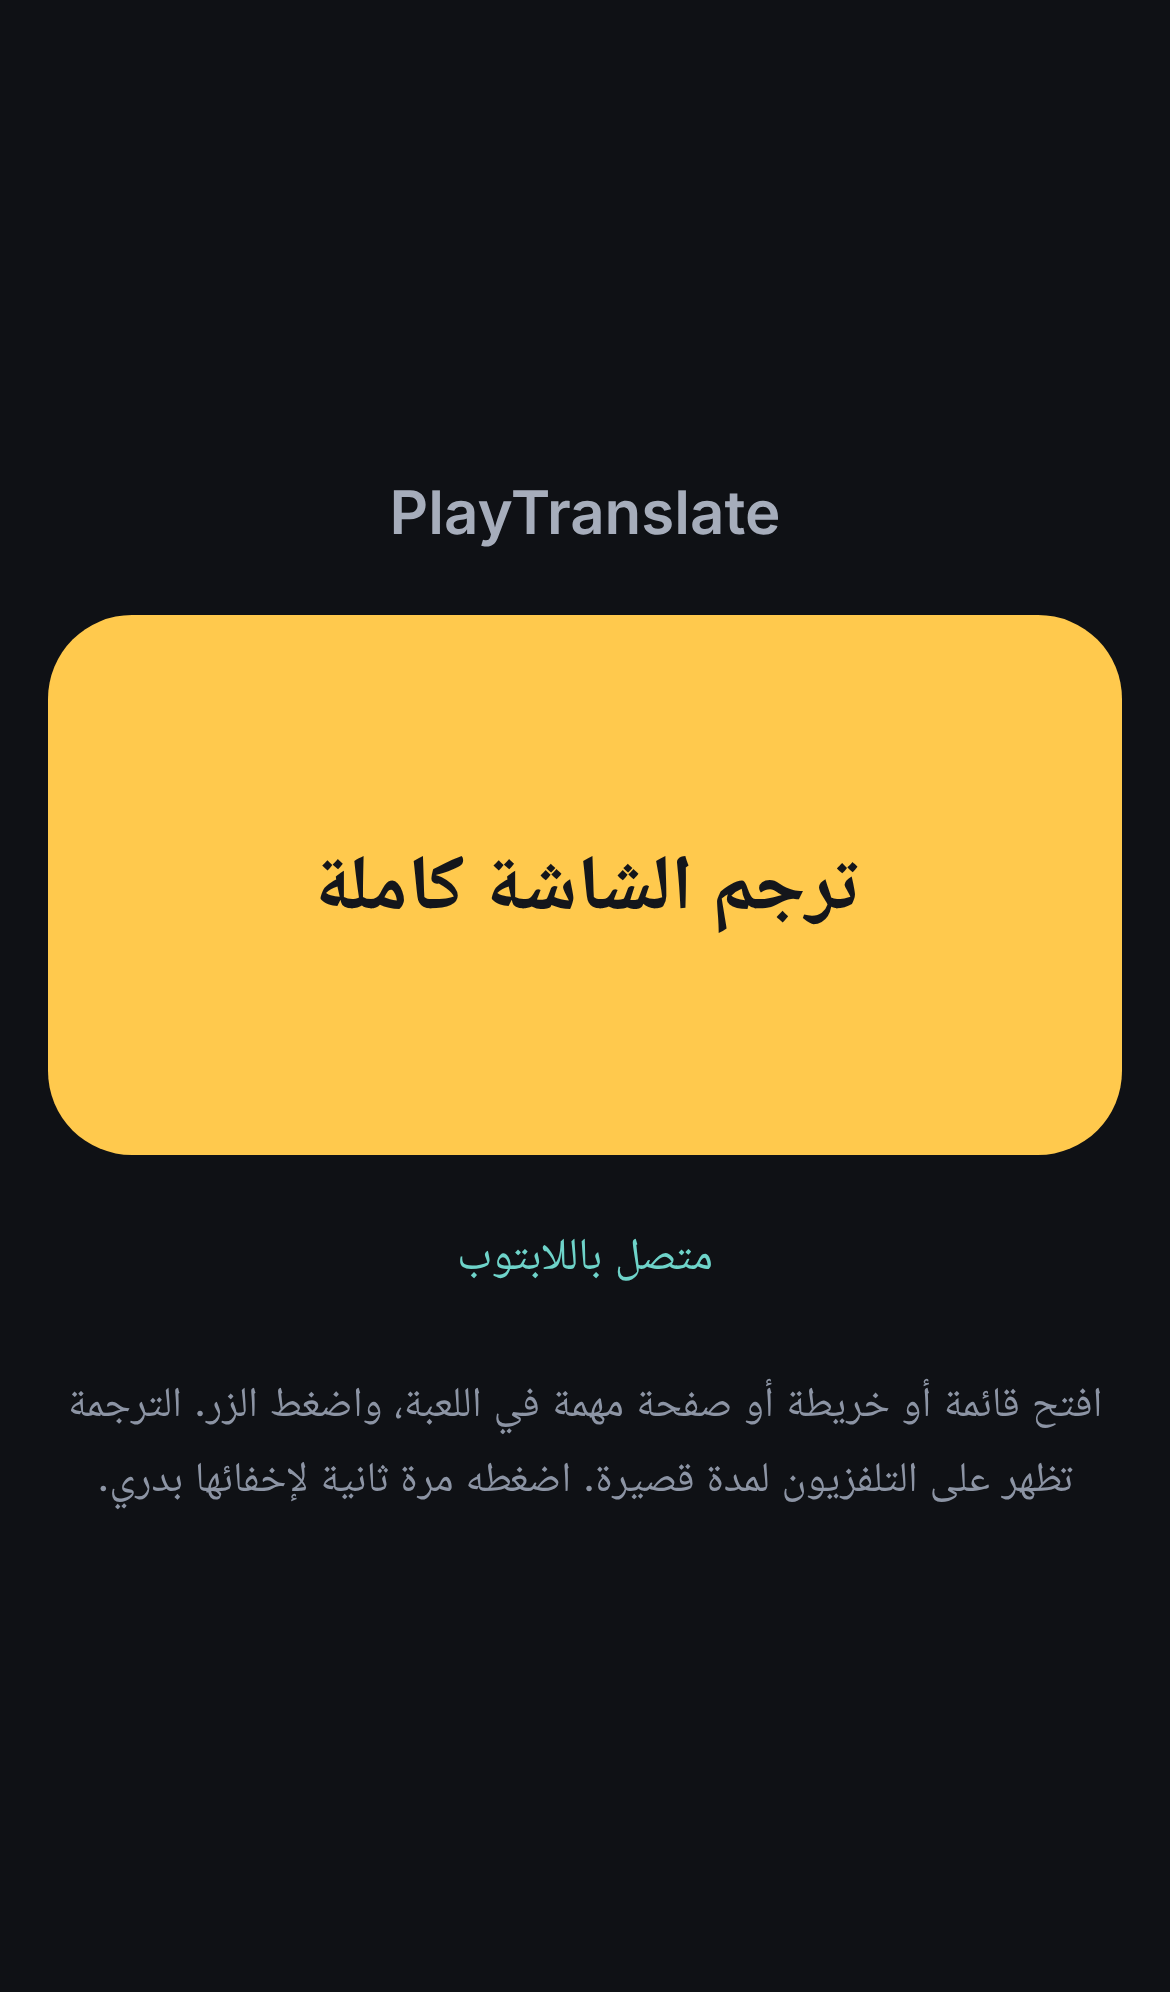 PlayTranslate
ترجم الشاشة كاملة
متصل باللابتوب
افتح قائمة أو خريطة أو صفحة مهمة في اللعبة، واضغط الزر. الترجمة
تظهر على التلفزيون لمدة قصيرة. اضغطه مرة ثانية لإخفائها بدري.